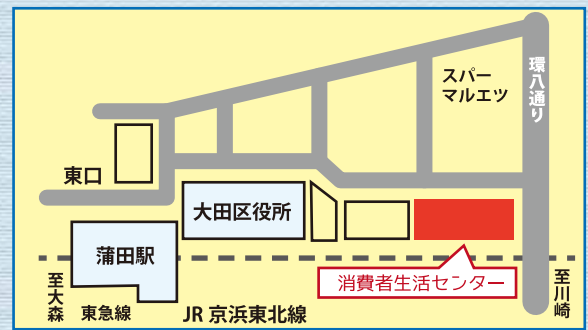 スパー
マルエツ
環八通り
東口
大田区役所
蒲田駅
消費者生活センター
至大森
東急線
JR 京浜東北線
至川崎